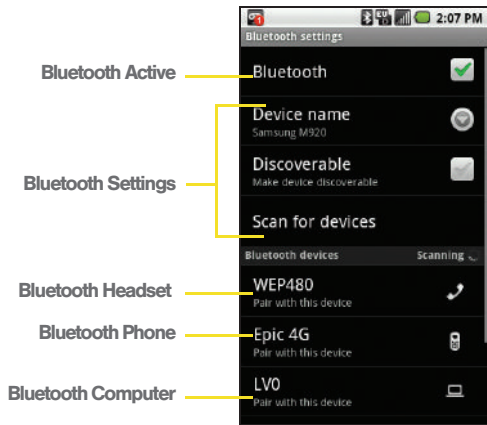 2:07 PM
Bluetooth settings
Bluetooth Active
Bluetooth
Device name
Samsung M920
Bluetooth Settings
Discoverable
Make device discoverable
Scan for devices
Bluetooth devices Scanning
Bluetooth Headset
WEP480
Pair with this device
Bluetooth Phone
Epic 4G
Pair with this device
Bluetooth Computer
LV0
Pair with this device